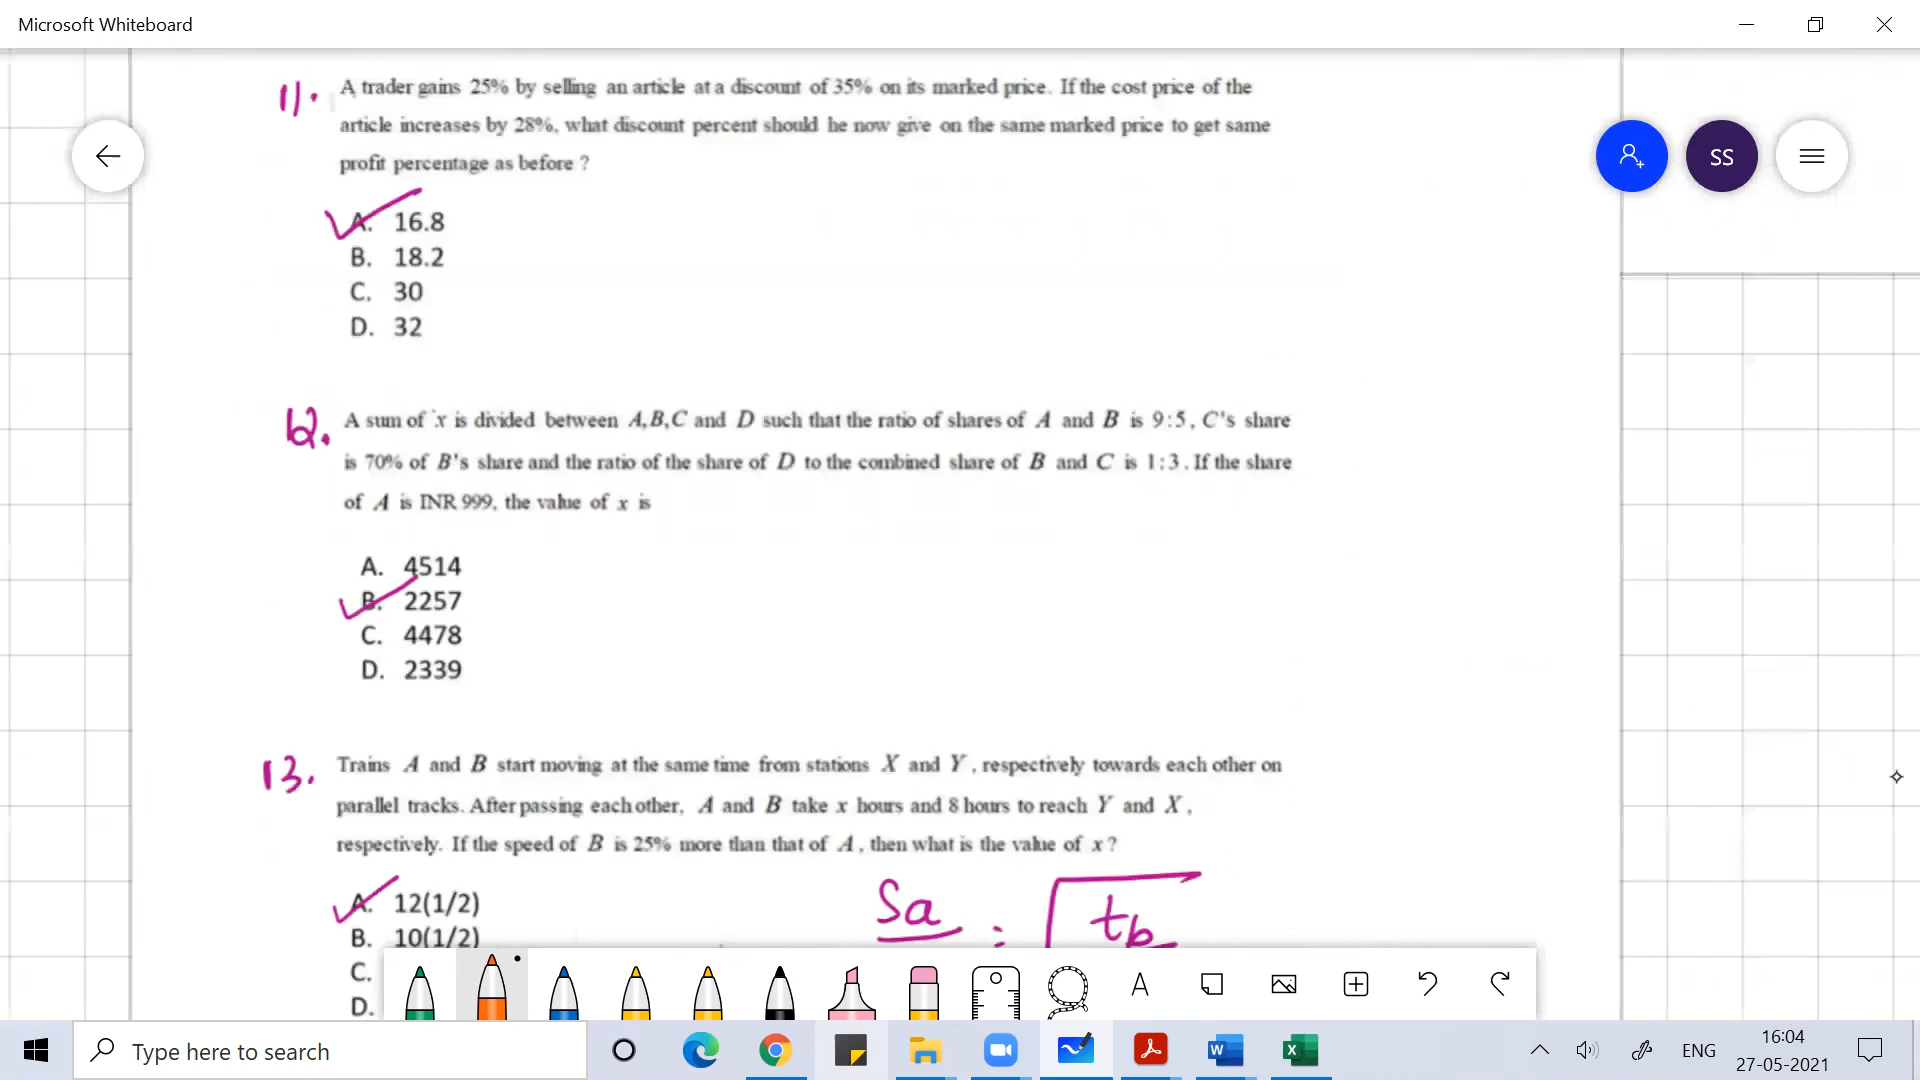 Microsoft Whiteboard
11. A trader gains 25% by selling an article at a discount of 35% on its marked price. If the cost price of the
article increases by 28%, what discount percent should he now give on the same marked price to get same
profit percentage as before ?
A. 16.8
B. 18.2
C. 30
D. 32
SS
12. A sum of x is divided between A,B,C and D such that the ratio of shares of A and B is 9:5, C's share
is 70% of B's share and the ratio of the share of D to the combined share of B and C is 1:3. If the share
of A is INR 999, the value of x is
A. 4514
B. 2257
C. 4478
D. 2339
13. Trains A and B start moving at the same time from stations X and Y, respectively towards each other on
parallel tracks. After passing each other, A and B take x hours and 8 hours to reach Y and X,
respectively. If the speed of B is 25% more than that of A, then what is the value of x?
A. 12(1/2)
B. 10(1/2)
C.
D.
Sa = tb
Type here to search
ENG
16:04
27-05-2021